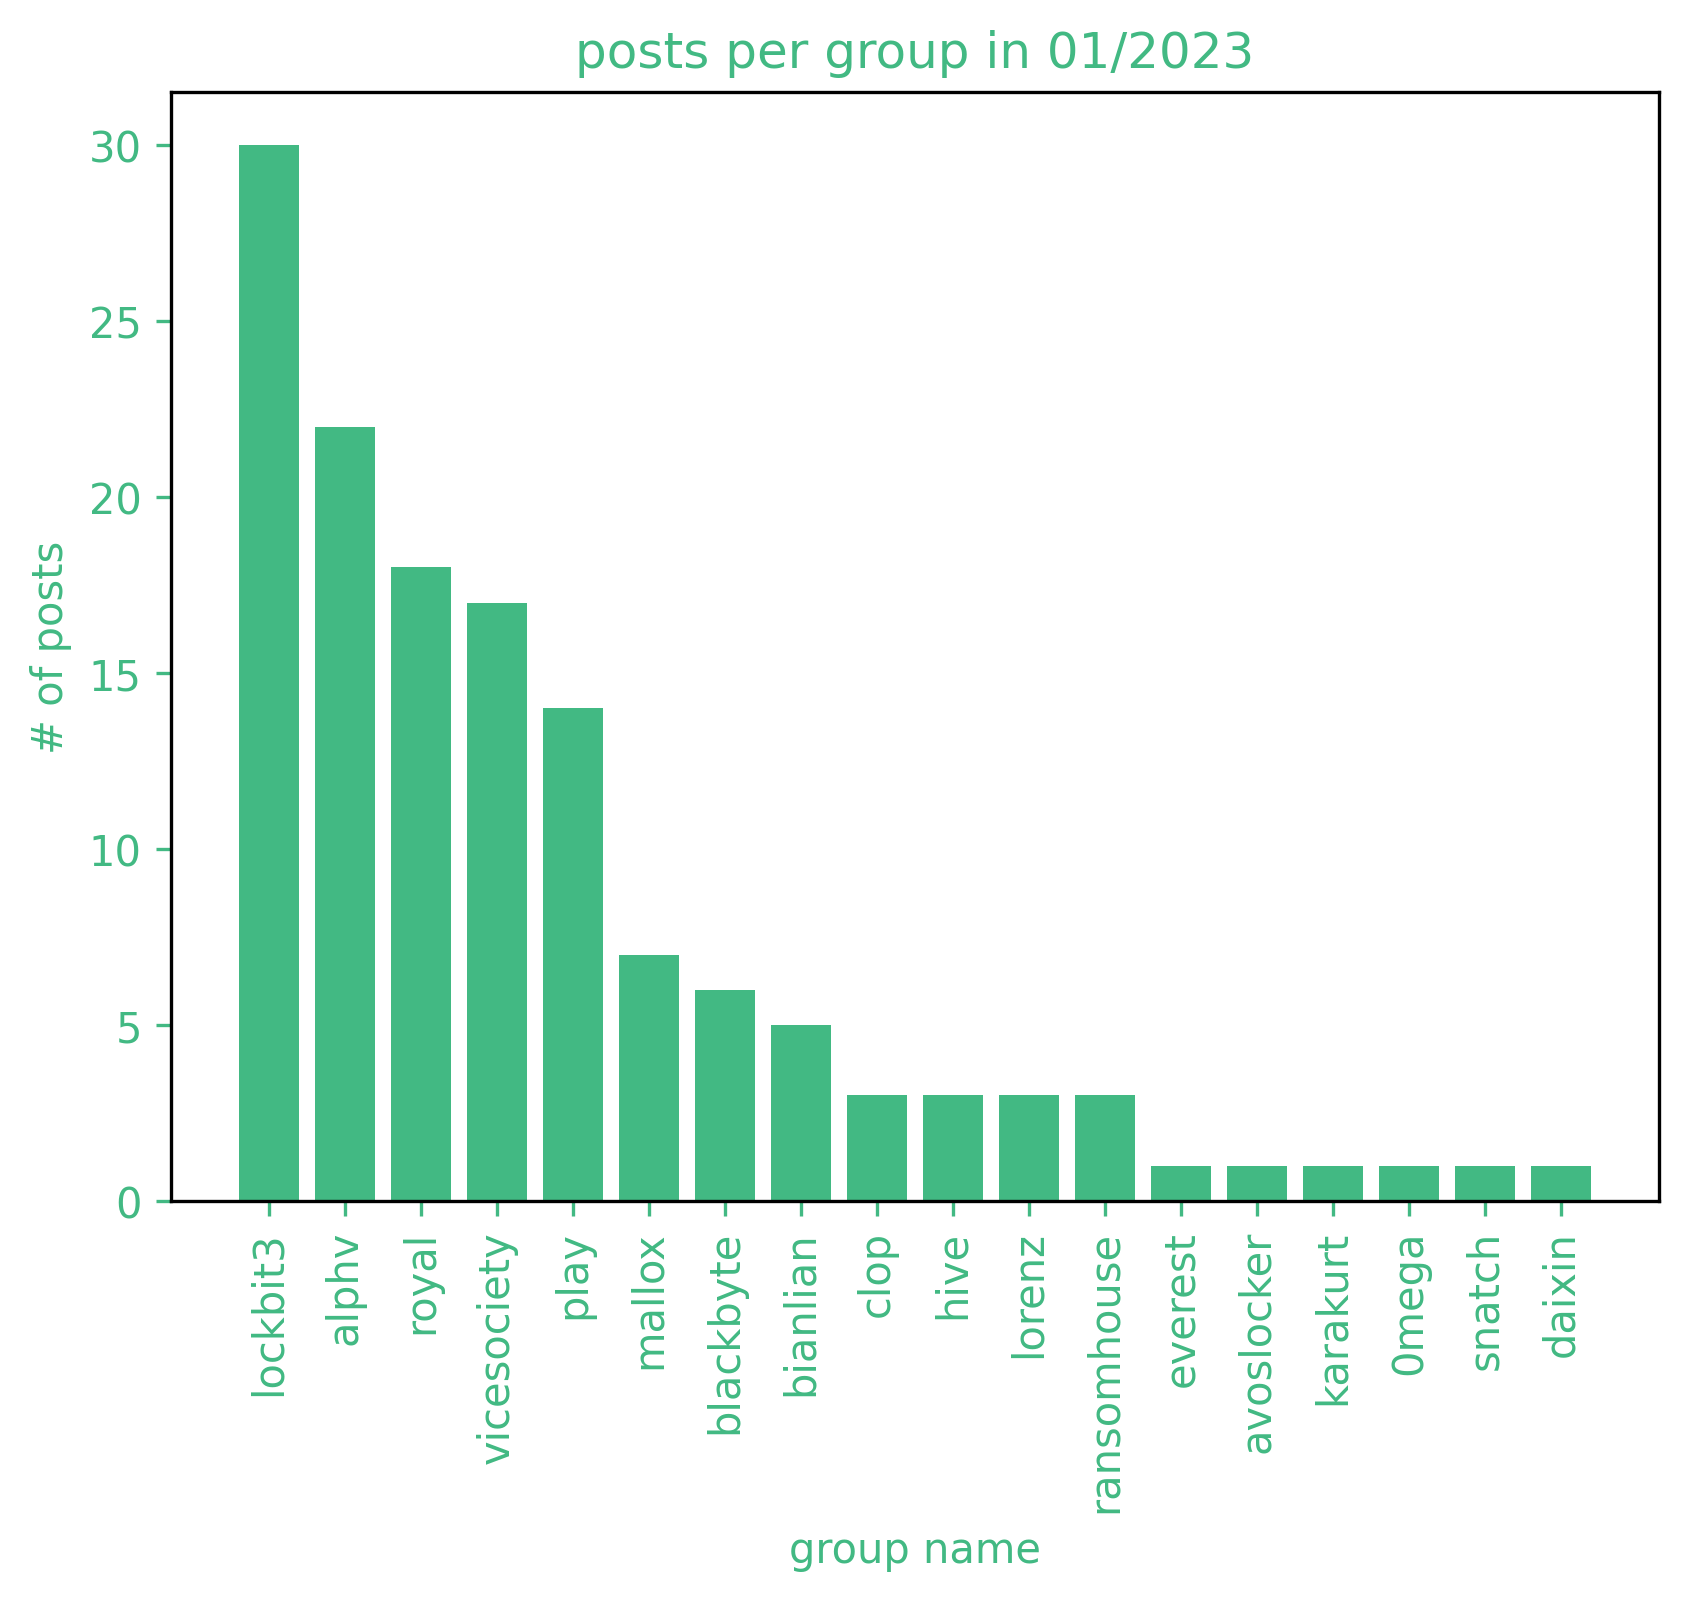 posts per group in 01/2023
30
25
20
15
10
5
0
# of posts
lockbit3
alphv
royal
vicesociety
play
mallox
blackbyte
bianlian
clop
hive
lorenz
ransomhouse
everest
avoslocker
karakurt
0mega
snatch
daixin
group name